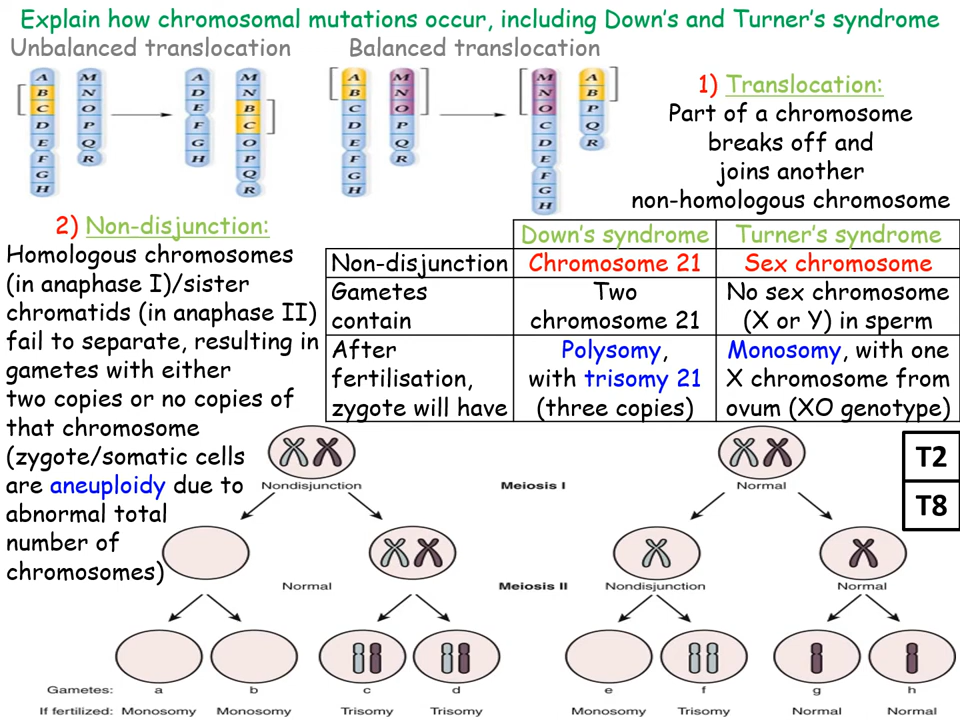 Explain how chromosomal mutations occur, including Down's and Turner's syndrome
Unbalanced translocation
Balanced translocation
A
B
C
D
E
F
G
H
M
N
O
P
Q
R
A
D
E
F
G
H
M
N
B
C
O
P
Q
R
A
B
C
D
E
F
G
H
M
N
O
P
Q
R
M
N
O
C
D
E
F
G
H
A
B
P
Q
R
1) Translocation:
Part of a chromosome
breaks off and
joins another
non-homologous chromosome
2) Non-disjunction:
Homologous chromosomes
(in anaphase I)/sister
chromatids (in anaphase II)
fail to separate, resulting in
gametes with either
two copies or no copies of
that chromosome
(zygote/somatic cells
are aneuploidy due to
abnormal total
number of
chromosomes)
Down's syndrome Turner's syndrome
Non-disjunction Chromosome 21 Sex chromosome
Gametes Two No sex chromosome
contain chromosome 21 (X or Y) in sperm
After Polysomy, Monosomy, with one
fertilisation, with trisomy 21 X chromosome from
zygote will have (three copies) ovum (XO genotype)
T2
T8
Nondisjunction Meiosis I Normal
Normal Meiosis II Nondisjunction Normal
Gametes: a b c d e f g h
If fertilized: Monosomy Monosomy Trisomy Trisomy Monosomy Trisomy Normal Normal